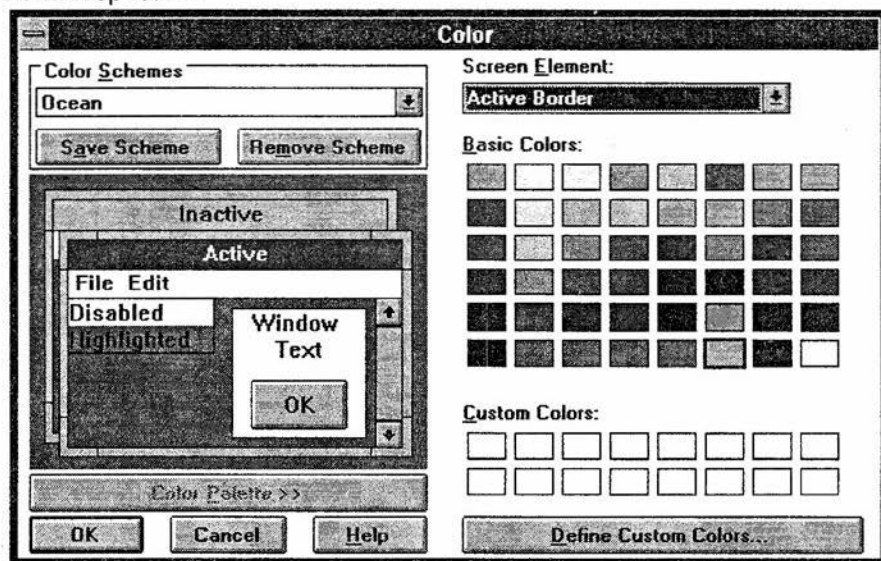 Color
Color Schemes
Ocean
Save Scheme
Remove Scheme
Inactive
Active
File Edit
Disabled
Highlighted
Window
Text
OK
Color Palette >>
OK
Cancel
Help
Screen Element:
Active Border
Basic Colors:
Custom Colors:
Define Custom Colors...